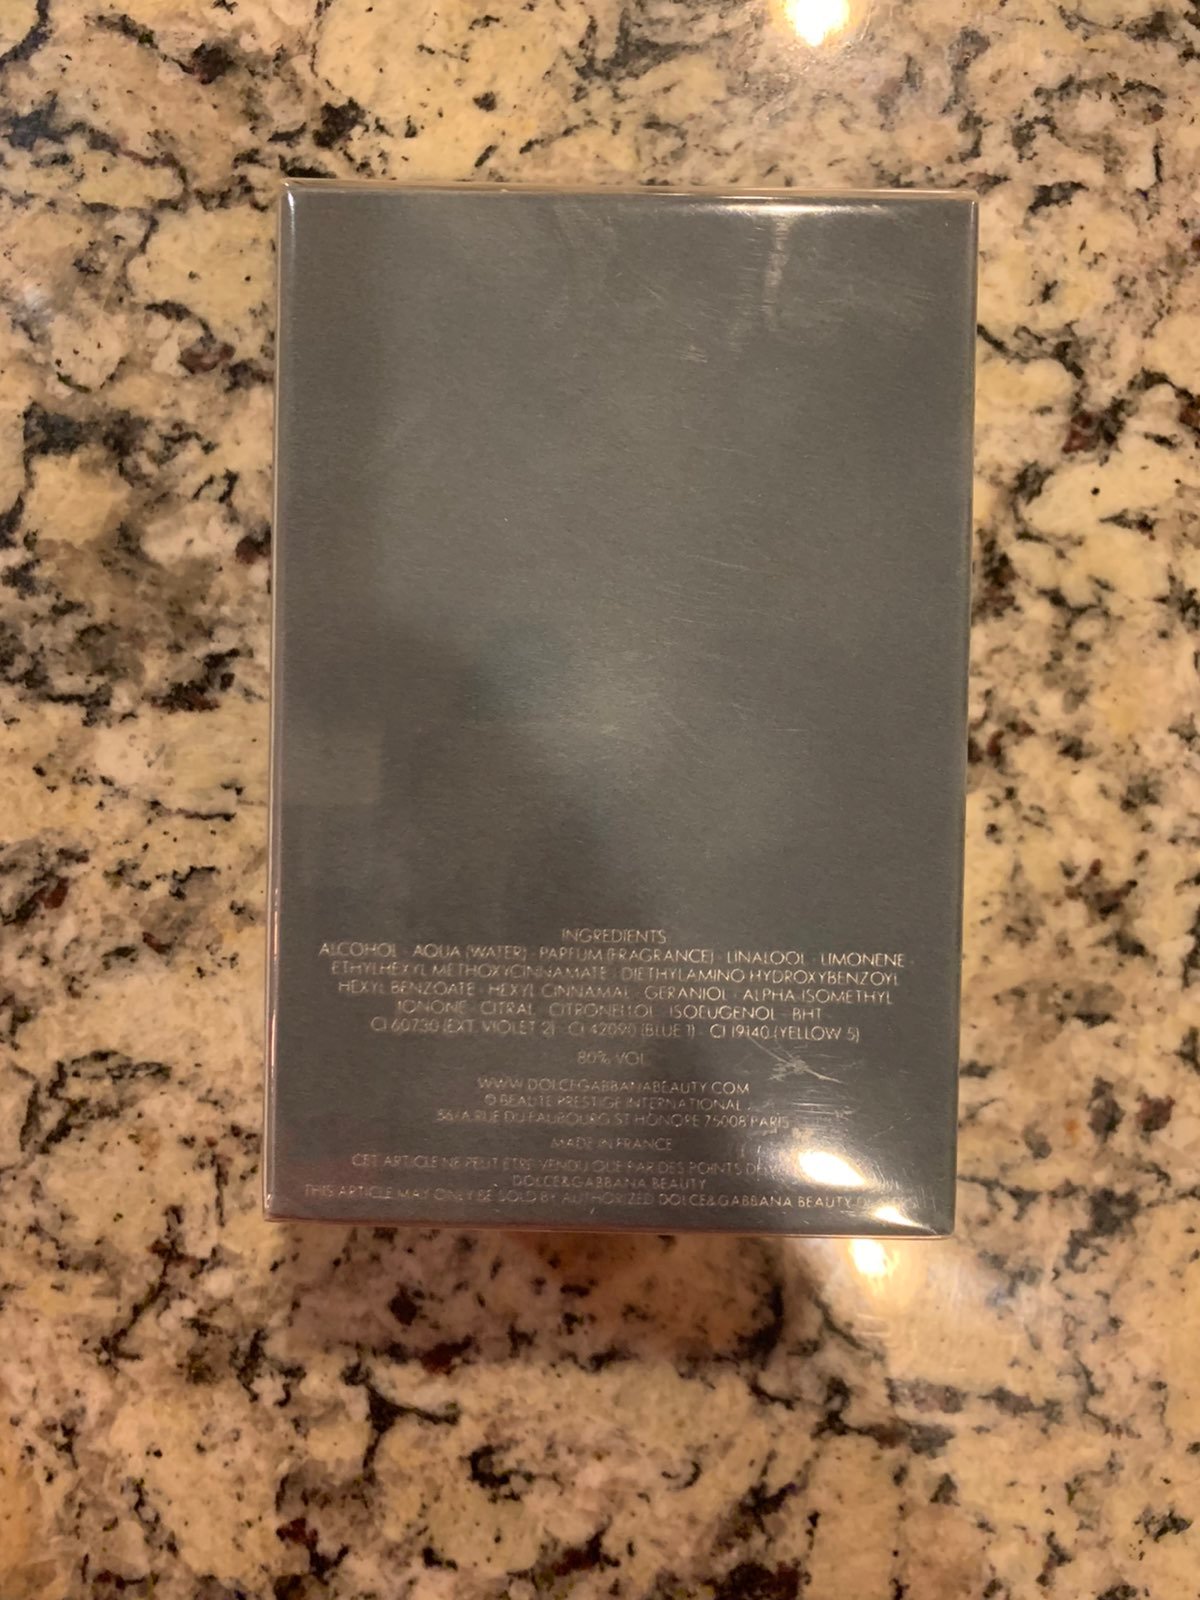 INGREDIENTS
ALCOHOL · AQUA (WATER) · PARFUM (FRAGRANCE) · LINALOOL · LIMONENE ·
ETHYLHEXYL METHOXYCINNAMATE · DIETHYLAMINO HYDROXYBENZOYL
HEXYL BENZOATE · HEXYL CINNAMAL · GERANIOL · ALPHA-ISOMETHYL
IONONE · CITRAL · CITRONELLOL · ISOEUGENOL · BHT ·
CI 60730 (EXT. VIOLET 2) · CI 42090 (BLUE 1) · CI 19140 (YELLOW 5)
80% VOL
WWW.DOLCEGABBANABEAUTY.COM
© BEAUTE PRESTIGE INTERNATIONAL
RUE DU FAUBOURG ST HONORE 75008 PARIS
MADE IN FRANCE
CET ARTICLE NE PEUT ETRE VENDU QUE PAR DES POINTS DE
DOLCE&GABBANA BEAUTY
THIS ARTICLE MAY ONLY BE SOLD BY AUTHORIZED DOLCE&GABBANA BEAUTY